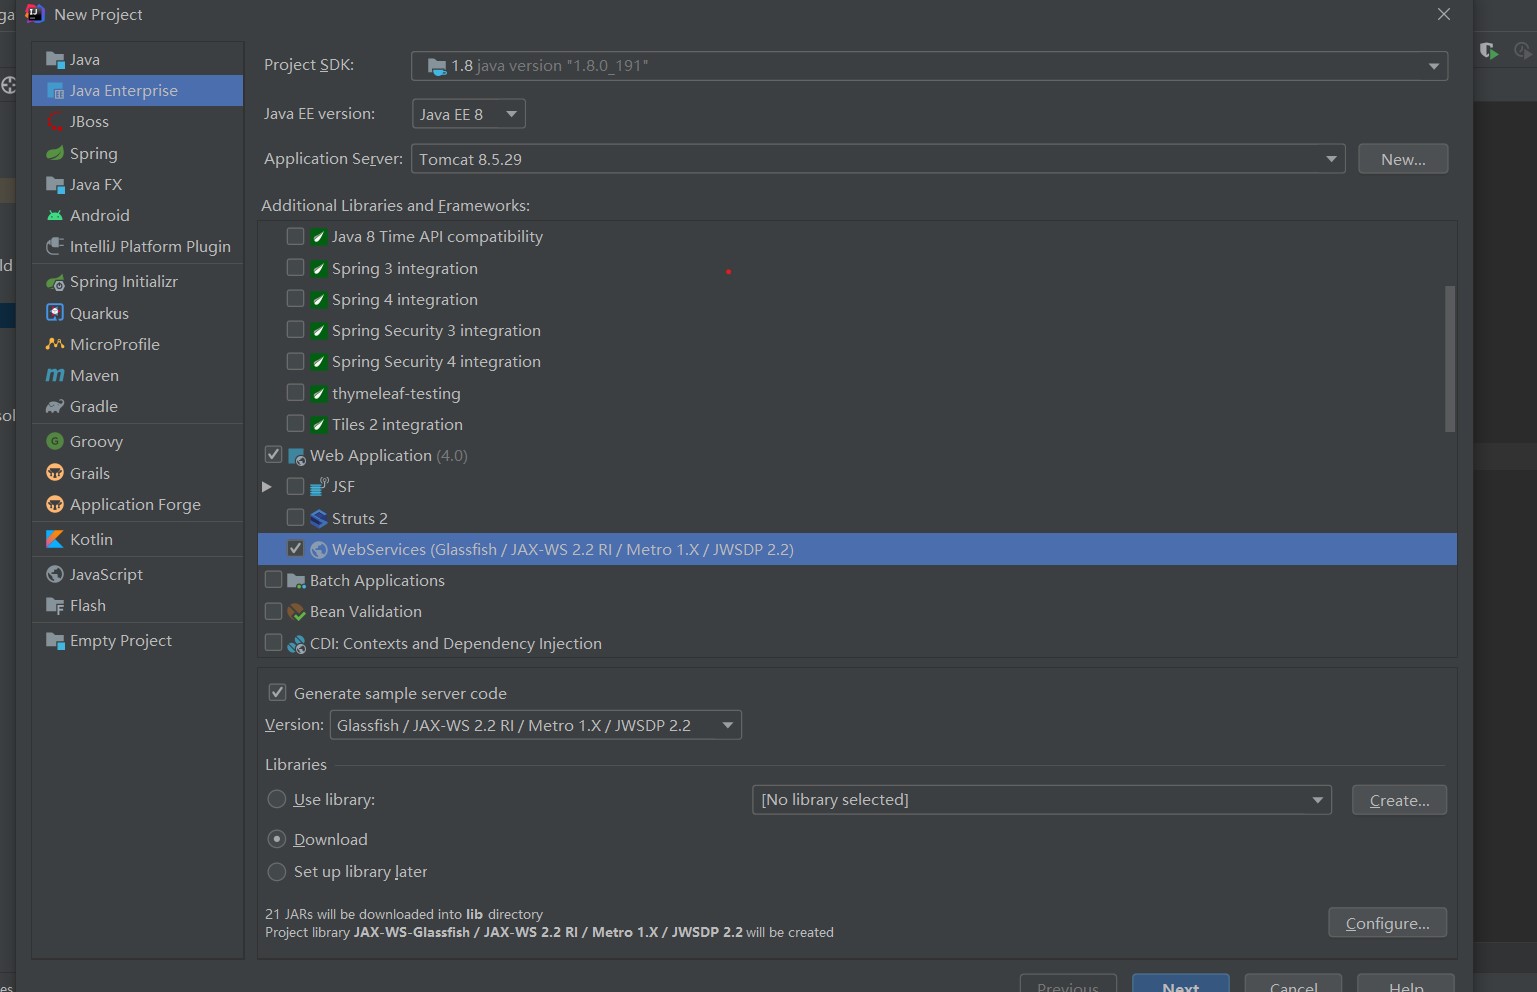 New Project
Java
Java Enterprise
JBoss
Spring
Java FX
Android
IntelliJ Platform Plugin
Spring Initializr
Quarkus
MicroProfile
Maven
Gradle
Groovy
Grails
Application Forge
Kotlin
JavaScript
Flash
Empty Project
Project SDK: 1.8 java version "1.8.0_191"
Java EE version: Java EE 8
Application Server: Tomcat 8.5.29 New...
Additional Libraries and Frameworks:
Java 8 Time API compatibility
Spring 3 integration
Spring 4 integration
Spring Security 3 integration
Spring Security 4 integration
thymeleaf-testing
Tiles 2 integration
Web Application (4.0)
JSF
Struts 2
WebServices (Glassfish / JAX-WS 2.2 RI / Metro 1.X / JWSDP 2.2)
Batch Applications
Bean Validation
CDI: Contexts and Dependency Injection
Generate sample server code
Version: Glassfish / JAX-WS 2.2 RI / Metro 1.X / JWSDP 2.2
Libraries
Use library: [No library selected] Create...
Download
Set up library later
21 JARs will be downloaded into lib directory
Project library JAX-WS-Glassfish / JAX-WS 2.2 RI / Metro 1.X / JWSDP 2.2 will be created
Configure...
Previous Next Cancel Help